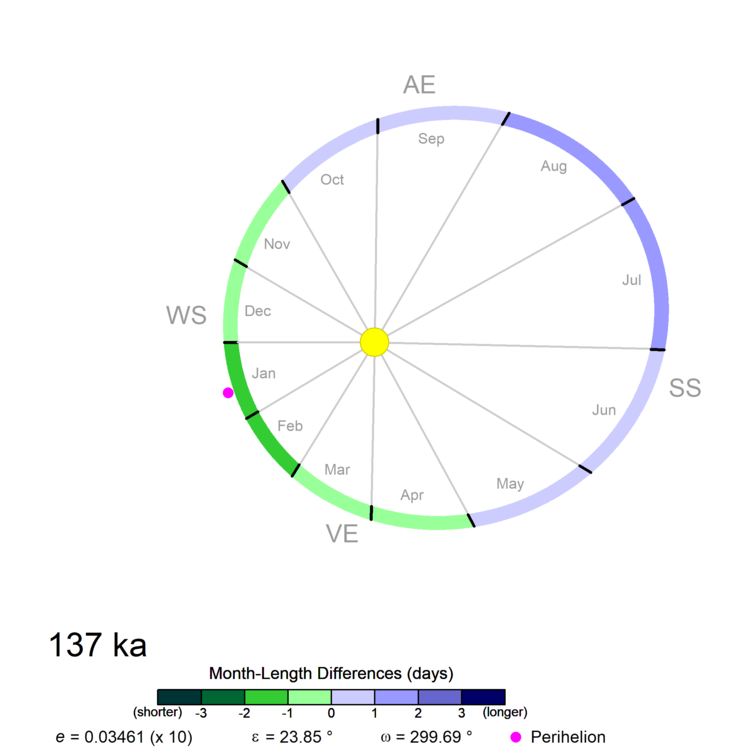 AE
Sep
Aug
Oct
Nov
Jul
WS
Dec
Jan
SS
Jun
Feb
Mar
May
Apr
VE
137 ka
Month-Length Differences (days)
(shorter) -3 -2 -1 0 1 2 3 (longer)
e = 0.03461 (x 10) ε = 23.85 ° ω = 299.69 ° Perihelion